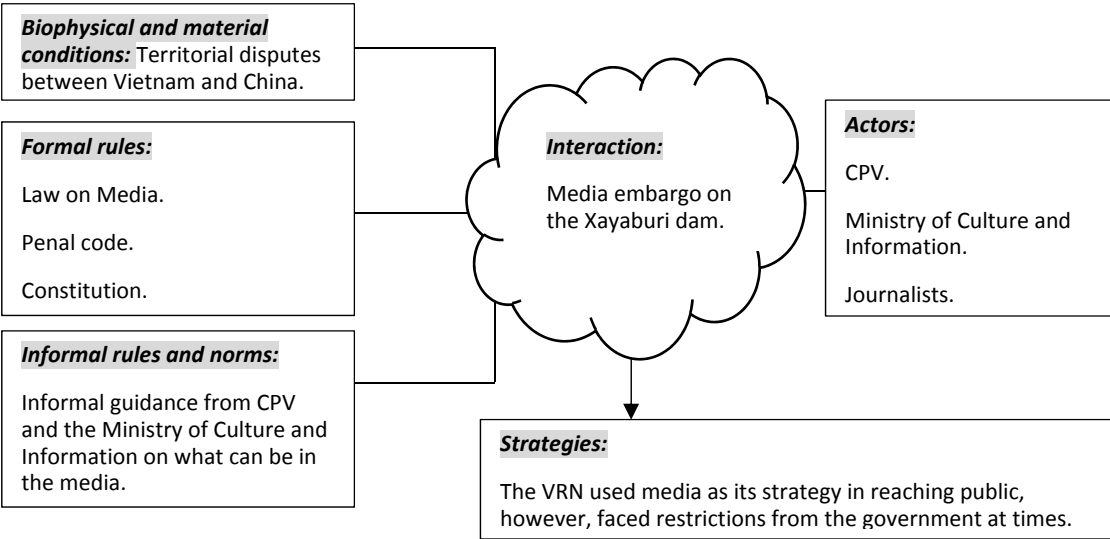 Biophysical and material
conditions: Territorial disputes
between Vietnam and China.
Formal rules:
Law on Media.
Penal code.
Constitution.
Informal rules and norms:
Informal guidance from CPV
and the Ministry of Culture and
Information on what can be in
the media.
Interaction:
Media embargo on
the Xayaburi dam.
Actors:
CPV.
Ministry of Culture and
Information.
Journalists.
Strategies:
The VRN used media as its strategy in reaching public,
however, faced restrictions from the government at times.